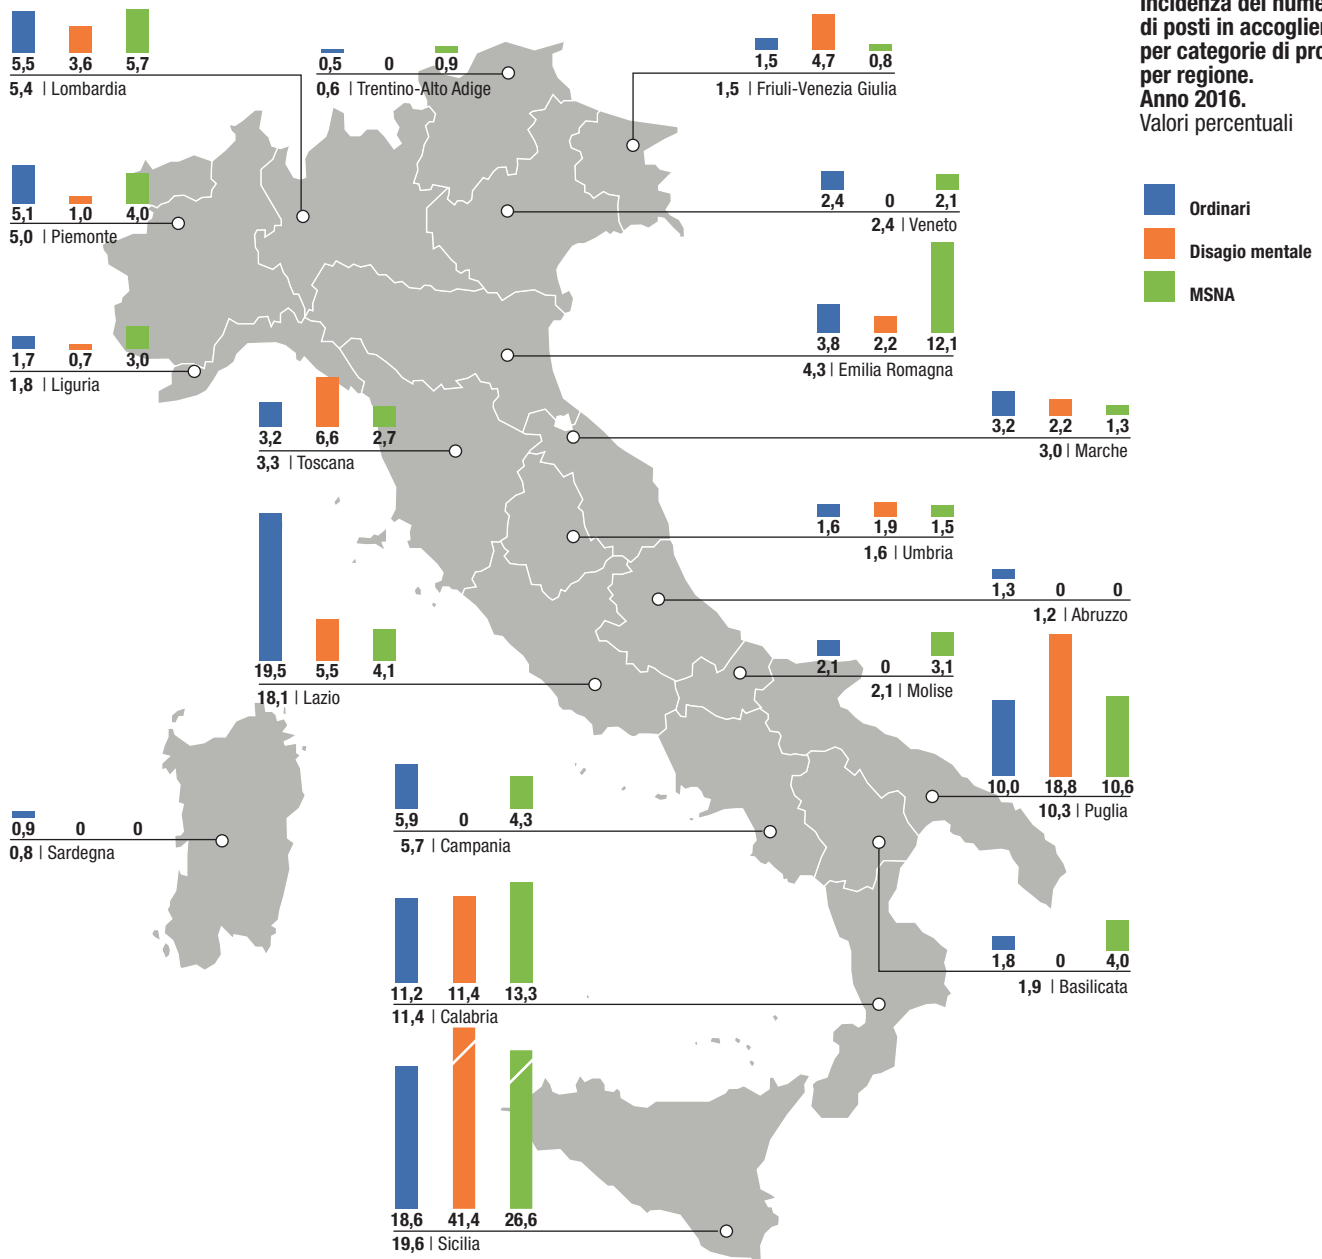 Incidenza del nume
di posti in accoglien
per categorie di pro
per regione.
Anno 2016.
Valori percentuali
Ordinari
Disagio mentale
MSNA
5,5 3,6 5,7
5,4 | Lombardia
0,5 0 0,9
0,6 | Trentino-Alto Adige
1,5 4,7 0,8
1,5 | Friuli-Venezia Giulia
5,1 1,0 4,0
5,0 | Piemonte
2,4 0 2,1
2,4 | Veneto
3,8 2,2 12,1
4,3 | Emilia Romagna
1,7 0,7 3,0
1,8 | Liguria
3,2 6,6 2,7
3,3 | Toscana
3,2 2,2 1,3
3,0 | Marche
1,6 1,9 1,5
1,6 | Umbria
1,3 0 0
1,2 | Abruzzo
19,5 5,5 4,1
18,1 | Lazio
2,1 0 3,1
2,1 | Molise
10,0 18,8 10,6
10,3 | Puglia
0,9 0 0
0,8 | Sardegna
5,9 0 4,3
5,7 | Campania
1,8 0 4,0
1,9 | Basilicata
11,2 11,4 13,3
11,4 | Calabria
18,6 41,4 26,6
19,6 | Sicilia